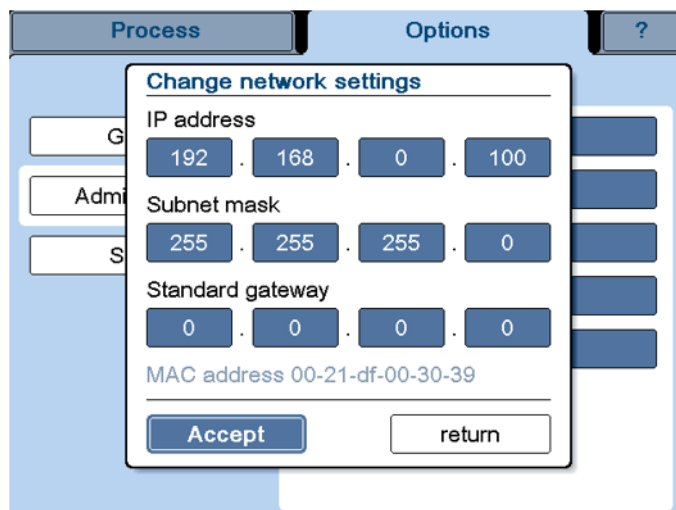 Process Options ?
Change network settings
IP address
G
192 . 168 . 0 . 100
Admi
Subnet mask
S
255 . 255 . 255 . 0
Standard gateway
0 . 0 . 0 . 0
MAC address 00-21-df-00-30-39
Accept return